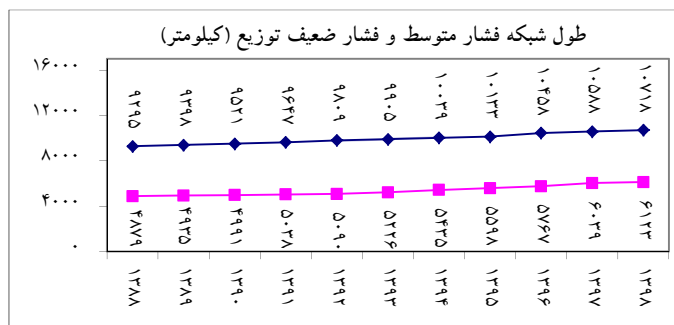 طول شبکه فشار متوسط و فشار ضعیف توزیع (کیلومتر)
۱۶۰۰۰
۱۲۰۰۰
۸۰۰۰
۴۰۰۰
۰
۹۲۹۵ ۹۳۹۸ ۹۵۲۱ ۹۶۴۷ ۹۸۰۹ ۹۹۰۵ ۱۰۰۳۹ ۱۰۱۳۳ ۱۰۴۵۸ ۱۰۵۸۸ ۱۰۷۱۸
۴۸۷۹ ۴۹۳۵ ۴۹۹۱ ۵۰۳۸ ۵۰۹۰ ۵۲۲۶ ۵۴۳۵ ۵۵۹۸ ۵۷۶۷ ۶۰۳۹ ۶۱۲۳
۱۳۸۸ ۱۳۸۹ ۱۳۹۰ ۱۳۹۱ ۱۳۹۲ ۱۳۹۳ ۱۳۹۴ ۱۳۹۵ ۱۳۹۶ ۱۳۹۷ ۱۳۹۸